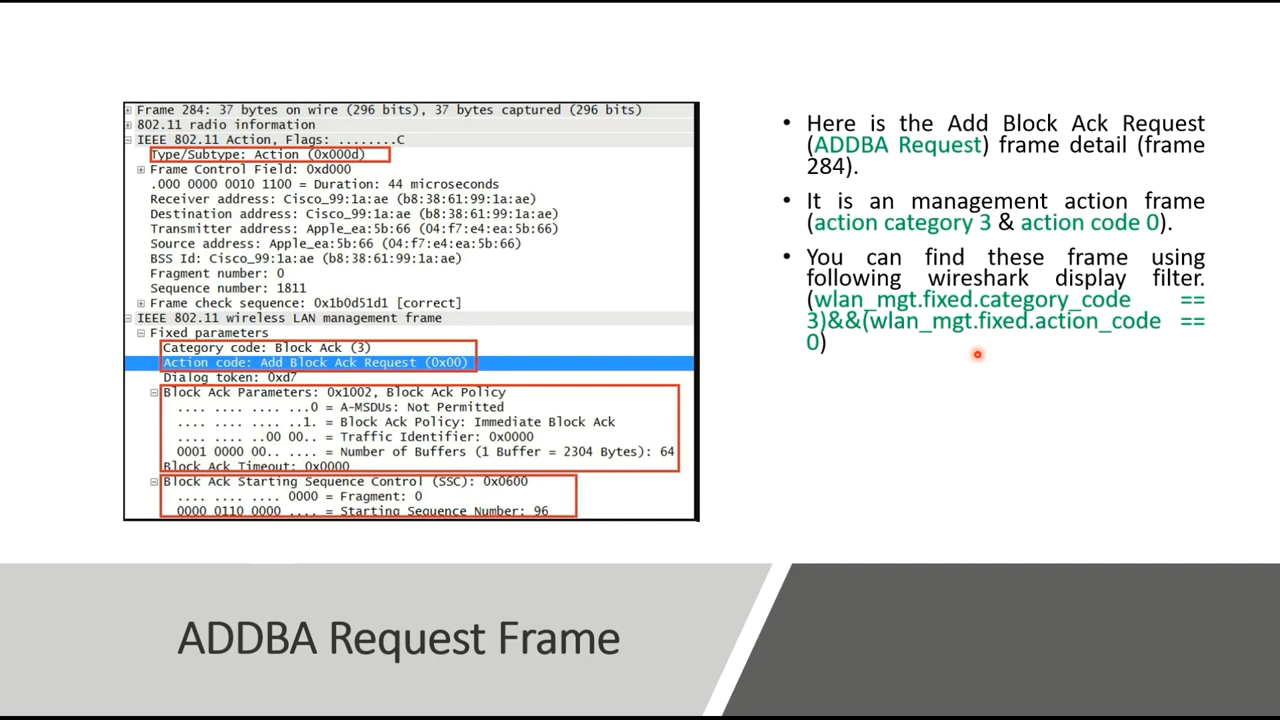 Frame 284: 37 bytes on wire (296 bits), 37 bytes captured (296 bits)
802.11 radio information
IEEE 802.11 Action, Flags: ........C
Type/Subtype: Action (0x000d)
Frame Control Field: 0xd000
.000 0000 0010 1100 = Duration: 44 microseconds
Receiver address: Cisco_99:1a:ae (b8:38:61:99:1a:ae)
Destination address: Cisco_99:1a:ae (b8:38:61:99:1a:ae)
Transmitter address: Apple_ea:5b:66 (04:f7:e4:ea:5b:66)
Source address: Apple_ea:5b:66 (04:f7:e4:ea:5b:66)
BSS Id: Cisco_99:1a:ae (b8:38:61:99:1a:ae)
Fragment number: 0
Sequence number: 1811
Frame check sequence: 0x1b0d51d1 [correct]
IEEE 802.11 wireless LAN management frame
Fixed parameters
Category code: Block Ack (3)
Action code: Add Block Ack Request (0x00)
Dialog token: 0xd7
Block Ack Parameters: 0x1002, Block Ack Policy
.... .... .... ...0 = A-MSDUs: Not Permitted
.... .... .... ..1. = Block Ack Policy: Immediate Block Ack
.... .... ..00 00.. = Traffic Identifier: 0x0000
0001 0000 00.. .... = Number of Buffers (1 Buffer = 2304 Bytes): 64
Block Ack Timeout: 0x0000
Block Ack Starting Sequence Control (SSC): 0x0600
.... .... .... 0000 = Fragment: 0
0000 0110 0000 .... = Starting Sequence Number: 96
• Here is the Add Block Ack Request
(ADDBA Request) frame detail (frame
284).
• It is an management action frame
(action category 3 & action code 0).
• You can find these frame using
following wireshark display filter.
(wlan_mgt.fixed.category_code ==
3)&&(wlan_mgt.fixed.action_code ==
0)
ADDBA Request Frame